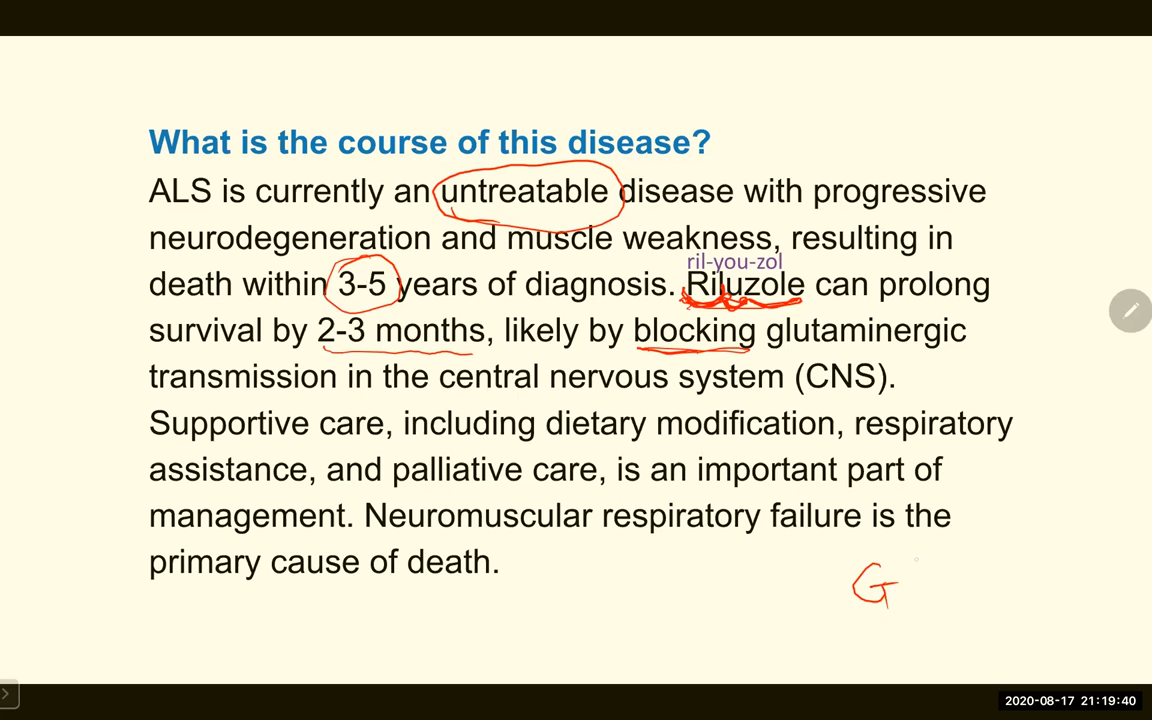 What is the course of this disease?
ALS is currently an untreatable disease with progressive
neurodegeneration and muscle weakness, resulting in
ril-you-zol
death within 3-5 years of diagnosis. Riluzole can prolong
survival by 2-3 months, likely by blocking glutaminergic
transmission in the central nervous system (CNS).
Supportive care, including dietary modification, respiratory
assistance, and palliative care, is an important part of
management. Neuromuscular respiratory failure is the
primary cause of death.
G
2020-08-17 21:19:40